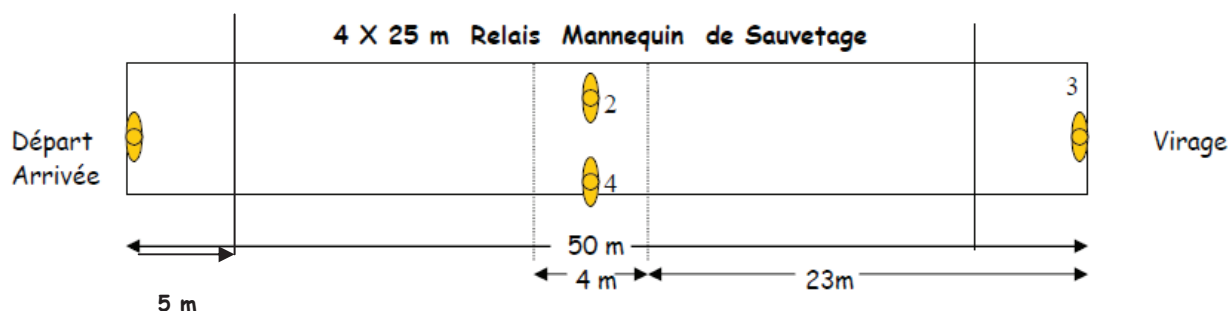 4 X 25 m Relais Mannequin de Sauvetage
3
2
Départ
Arrivée
Virage
4
50 m
4 m
23m
5 m